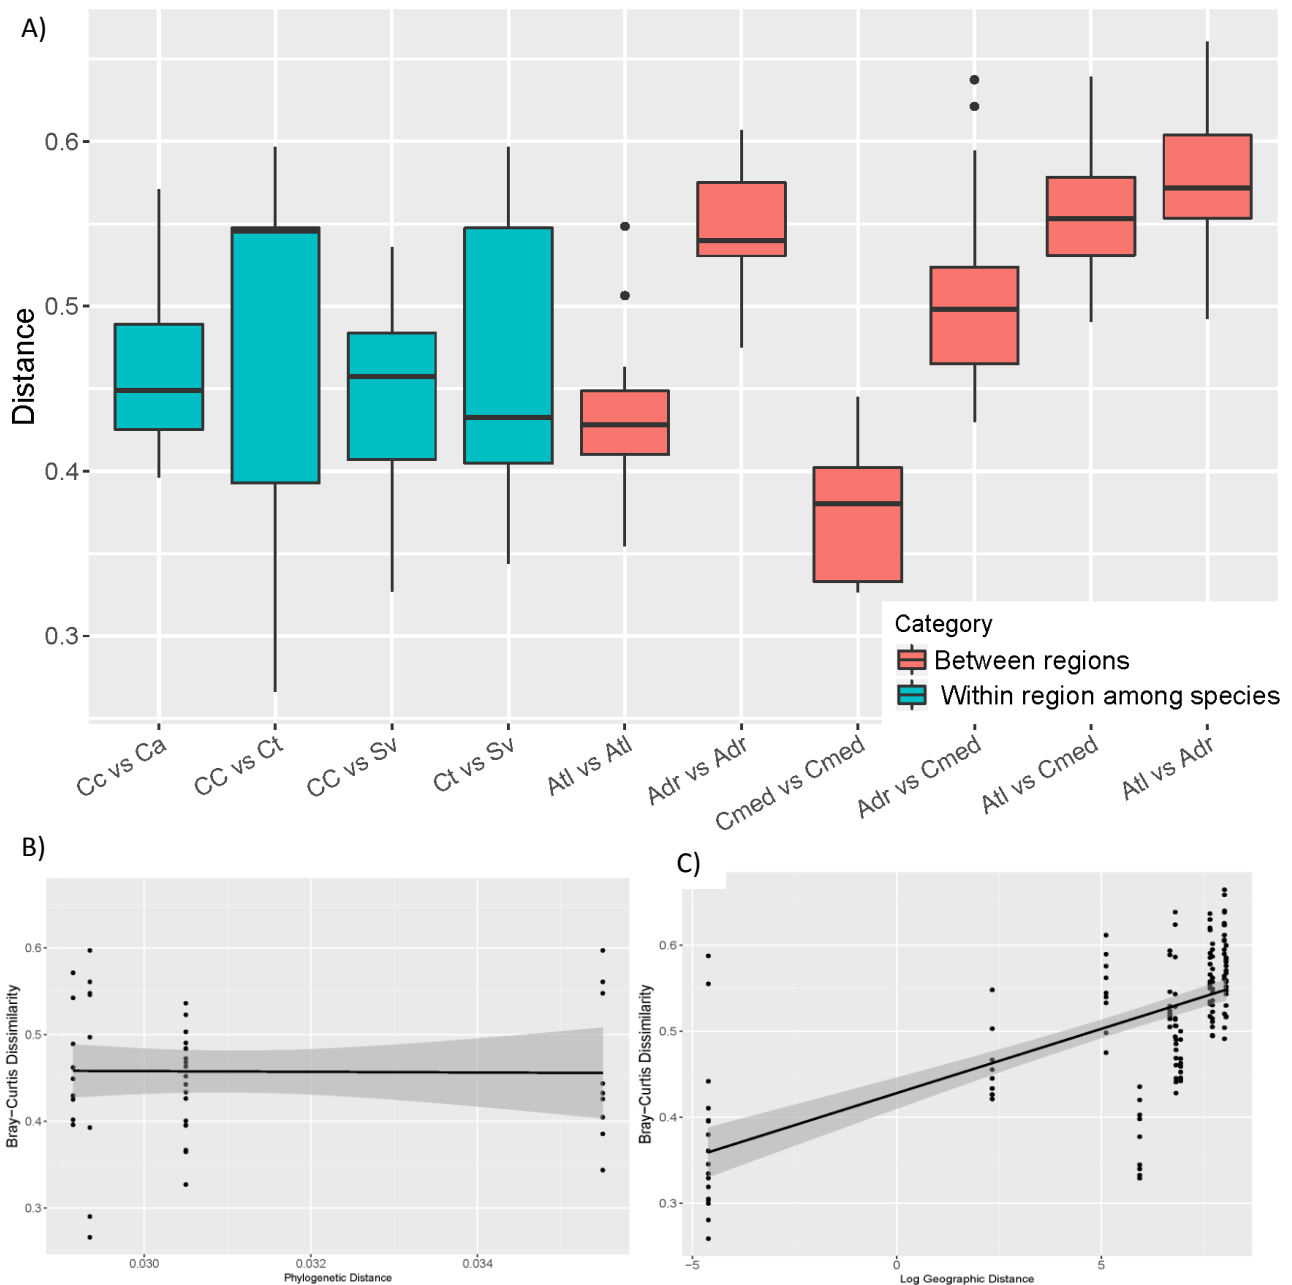 A)
Distance
0.6
0.5
0.4
0.3
Category
Between regions
Within region among species
Cc vs Ca
CC vs Ct
CC vs Sv
Ct vs Sv
Atl vs Atl
Adr vs Adr
Cmed vs Cmed
Adr vs Cmed
Atl vs Cmed
Atl vs Adr
B)
Bray−Curtis Dissimilarity
0.6
0.5
0.4
0.3
0.030
0.032
0.034
Phylogenetic Distance
C)
Bray−Curtis Dissimilarity
0.6
0.5
0.4
0.3
−5
0
5
Log Geographic Distance